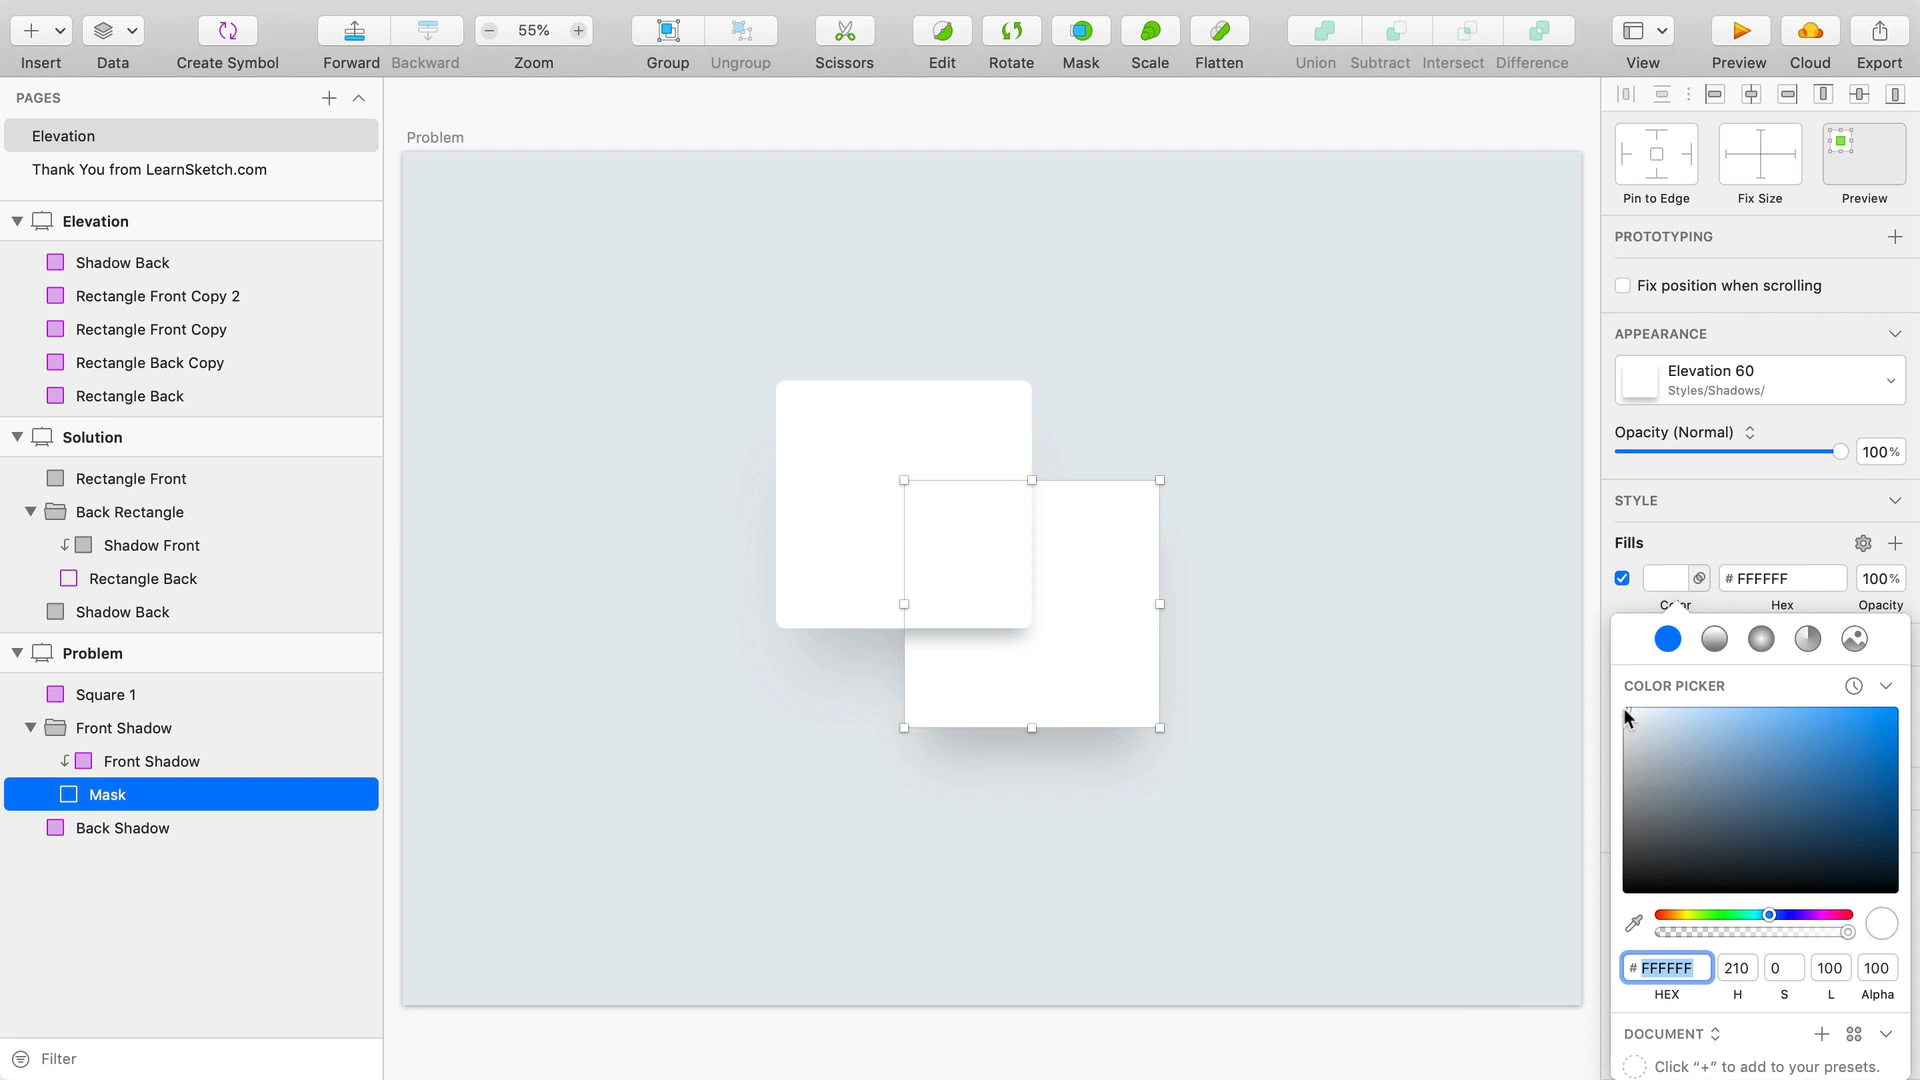 Insert
Data
Create Symbol
Forward
Backward
55%
Zoom
Group
Ungroup
Scissors
Edit
Rotate
Mask
Scale
Flatten
Union
Subtract
Intersect
Difference
View
Preview
Cloud
Export
PAGES
Elevation
Thank You from LearnSketch.com
Elevation
Shadow Back
Rectangle Front Copy 2
Rectangle Front Copy
Rectangle Back Copy
Rectangle Back
Solution
Rectangle Front
Back Rectangle
Shadow Front
Rectangle Back
Shadow Back
Problem
Square 1
Front Shadow
Front Shadow
Mask
Back Shadow
Filter
Problem
Pin to Edge
Fix Size
Preview
PROTOTYPING
Fix position when scrolling
APPEARANCE
Elevation 60
Styles/Shadows/
Opacity (Normal)
100%
STYLE
Fills
# FFFFFF
100%
Color
Hex
Opacity
COLOR PICKER
# FFFFFF
210
0
100
100
HEX
H
S
L
Alpha
DOCUMENT
Click “+” to add to your presets.